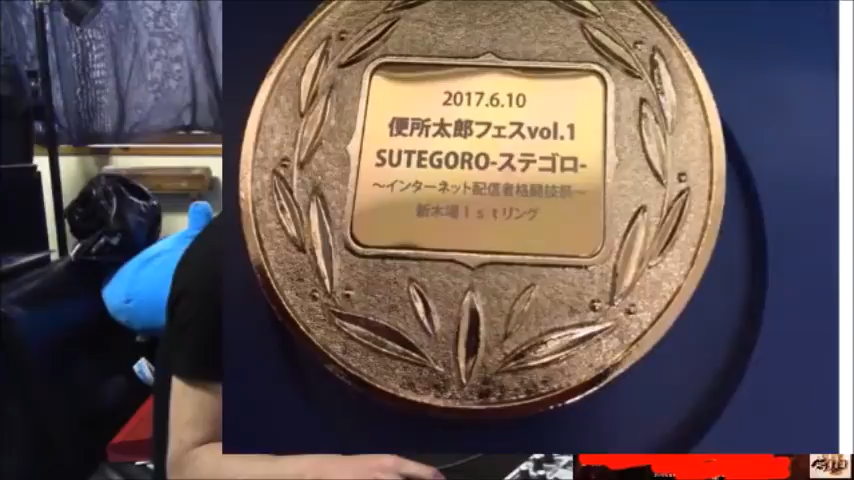 2017.6.10
便所太郎フェスvol.1
SUTEGORO-ステゴロ-
～インターネット配信者格闘技祭～
新木場1stリング